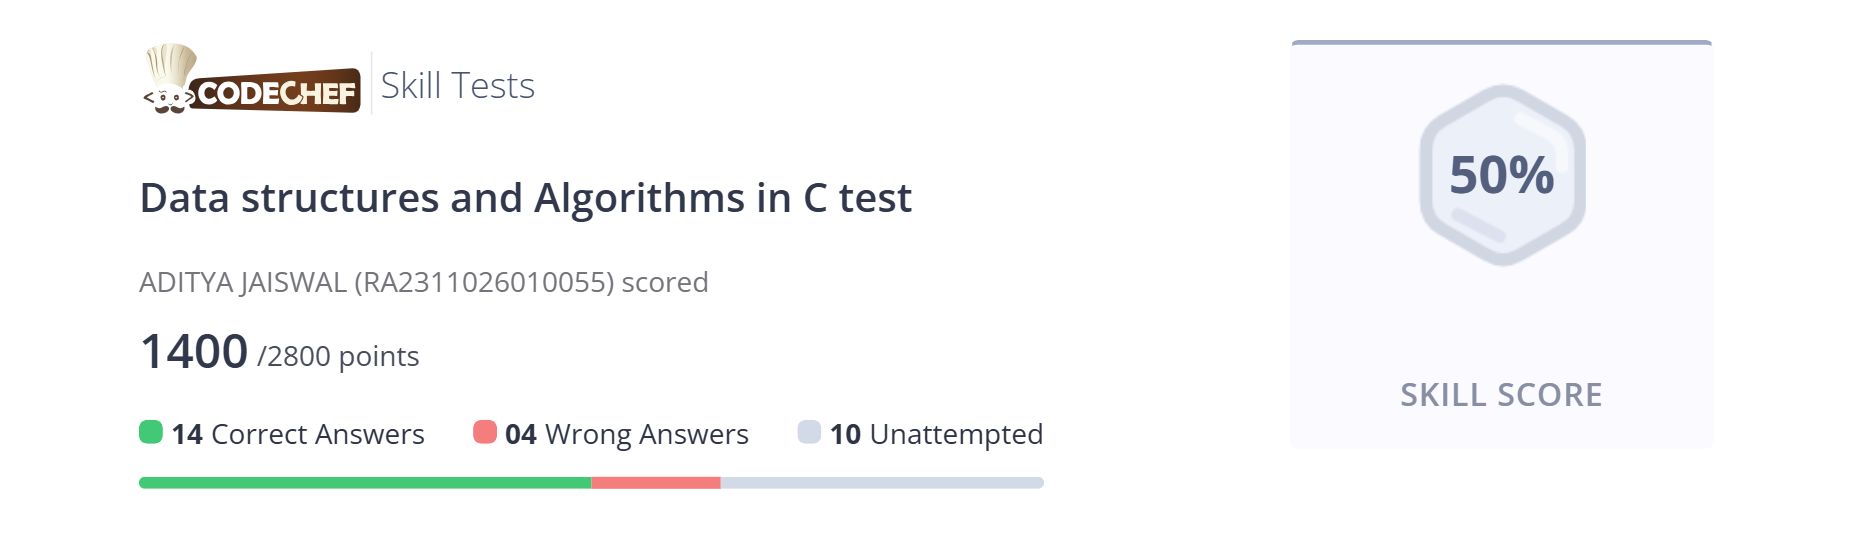 CODECHEF Skill Tests
Data structures and Algorithms in C test
ADITYA JAISWAL (RA2311026010055) scored
1400 /2800 points
14 Correct Answers 04 Wrong Answers 10 Unattempted
50%
SKILL SCORE